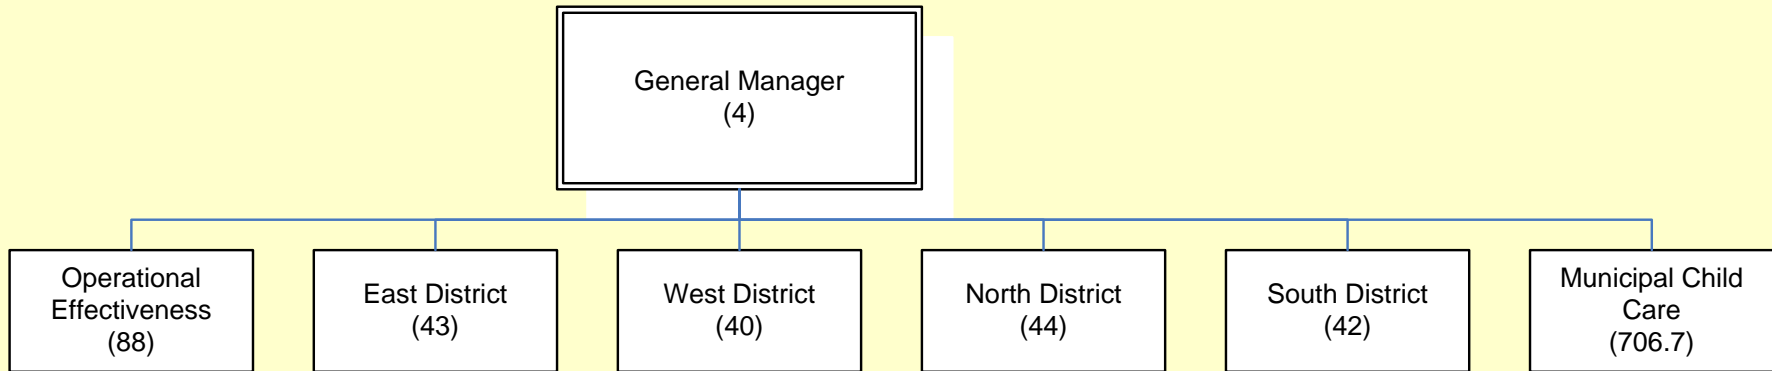 General Manager
(4)
Operational
Effectiveness
(88)
East District
(43)
West District
(40)
North District
(44)
South District
(42)
Municipal Child
Care
(706.7)